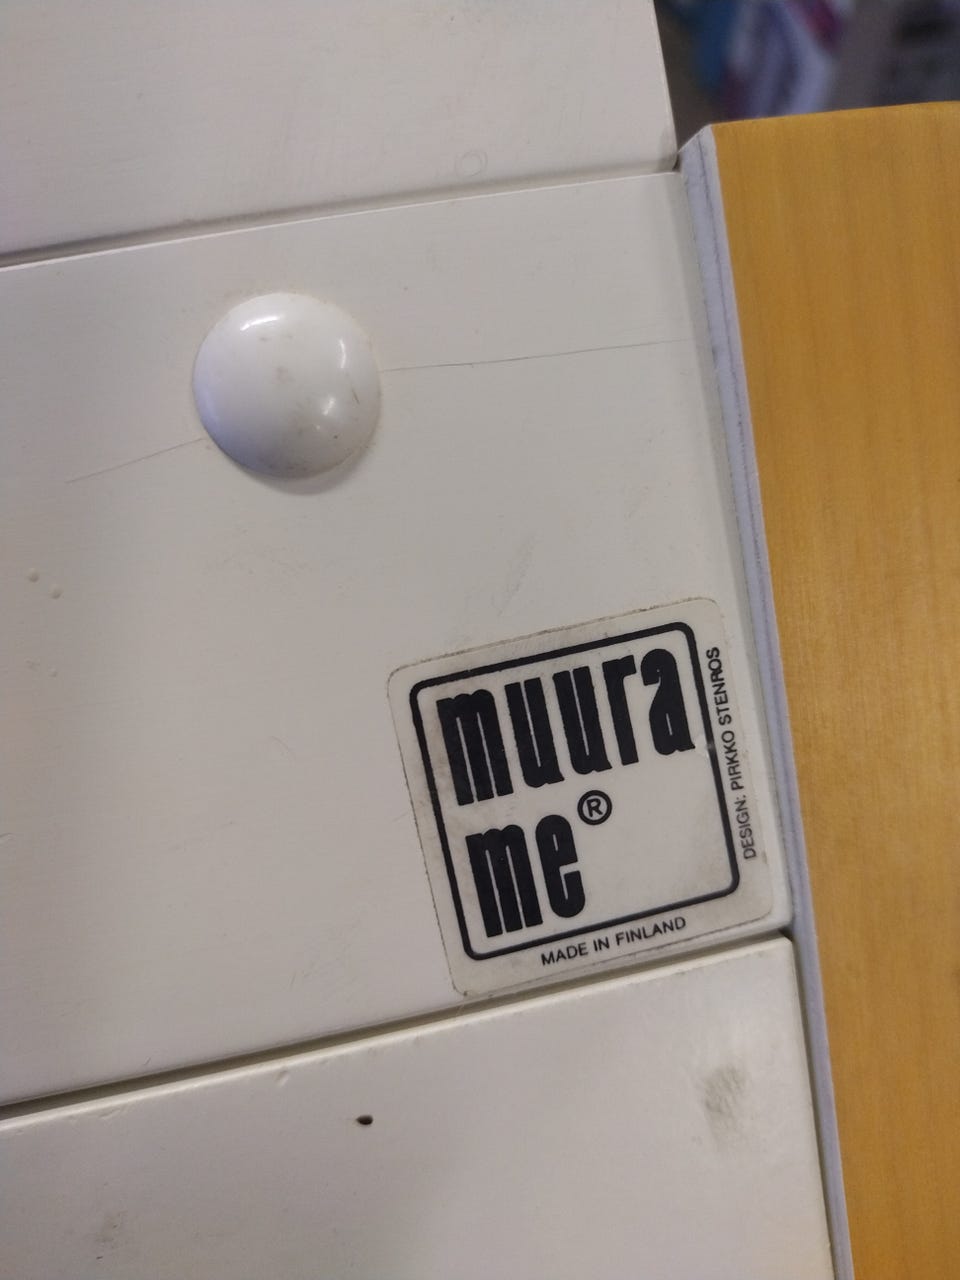 muura
me®
MADE IN FINLAND
DESIGN: PIRKKO STENROS